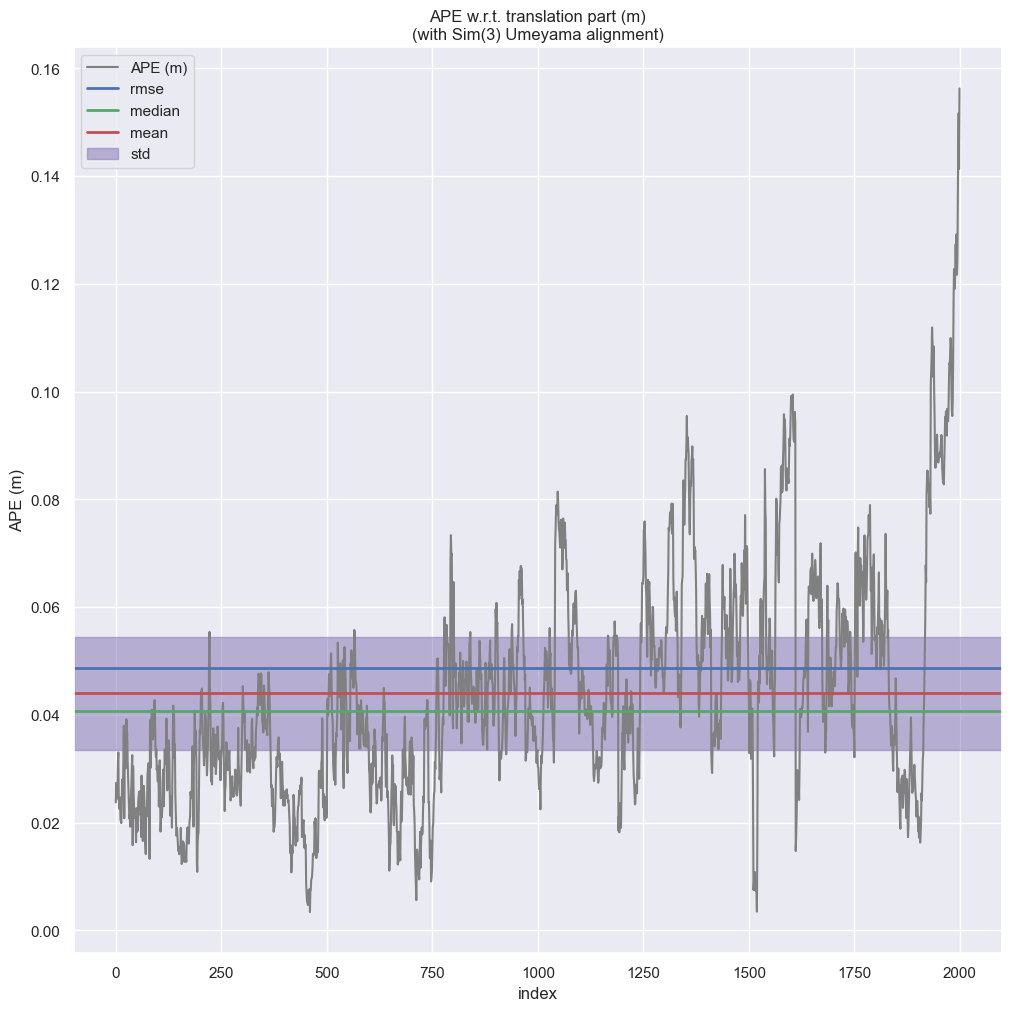 APE w.r.t. translation part (m)
(with Sim(3) Umeyama alignment)
APE (m)
rmse
median
mean
std
APE (m)
0.16
0.14
0.12
0.10
0.08
0.06
0.04
0.02
0.00
0 250 500 750 1000 1250 1500 1750 2000
index